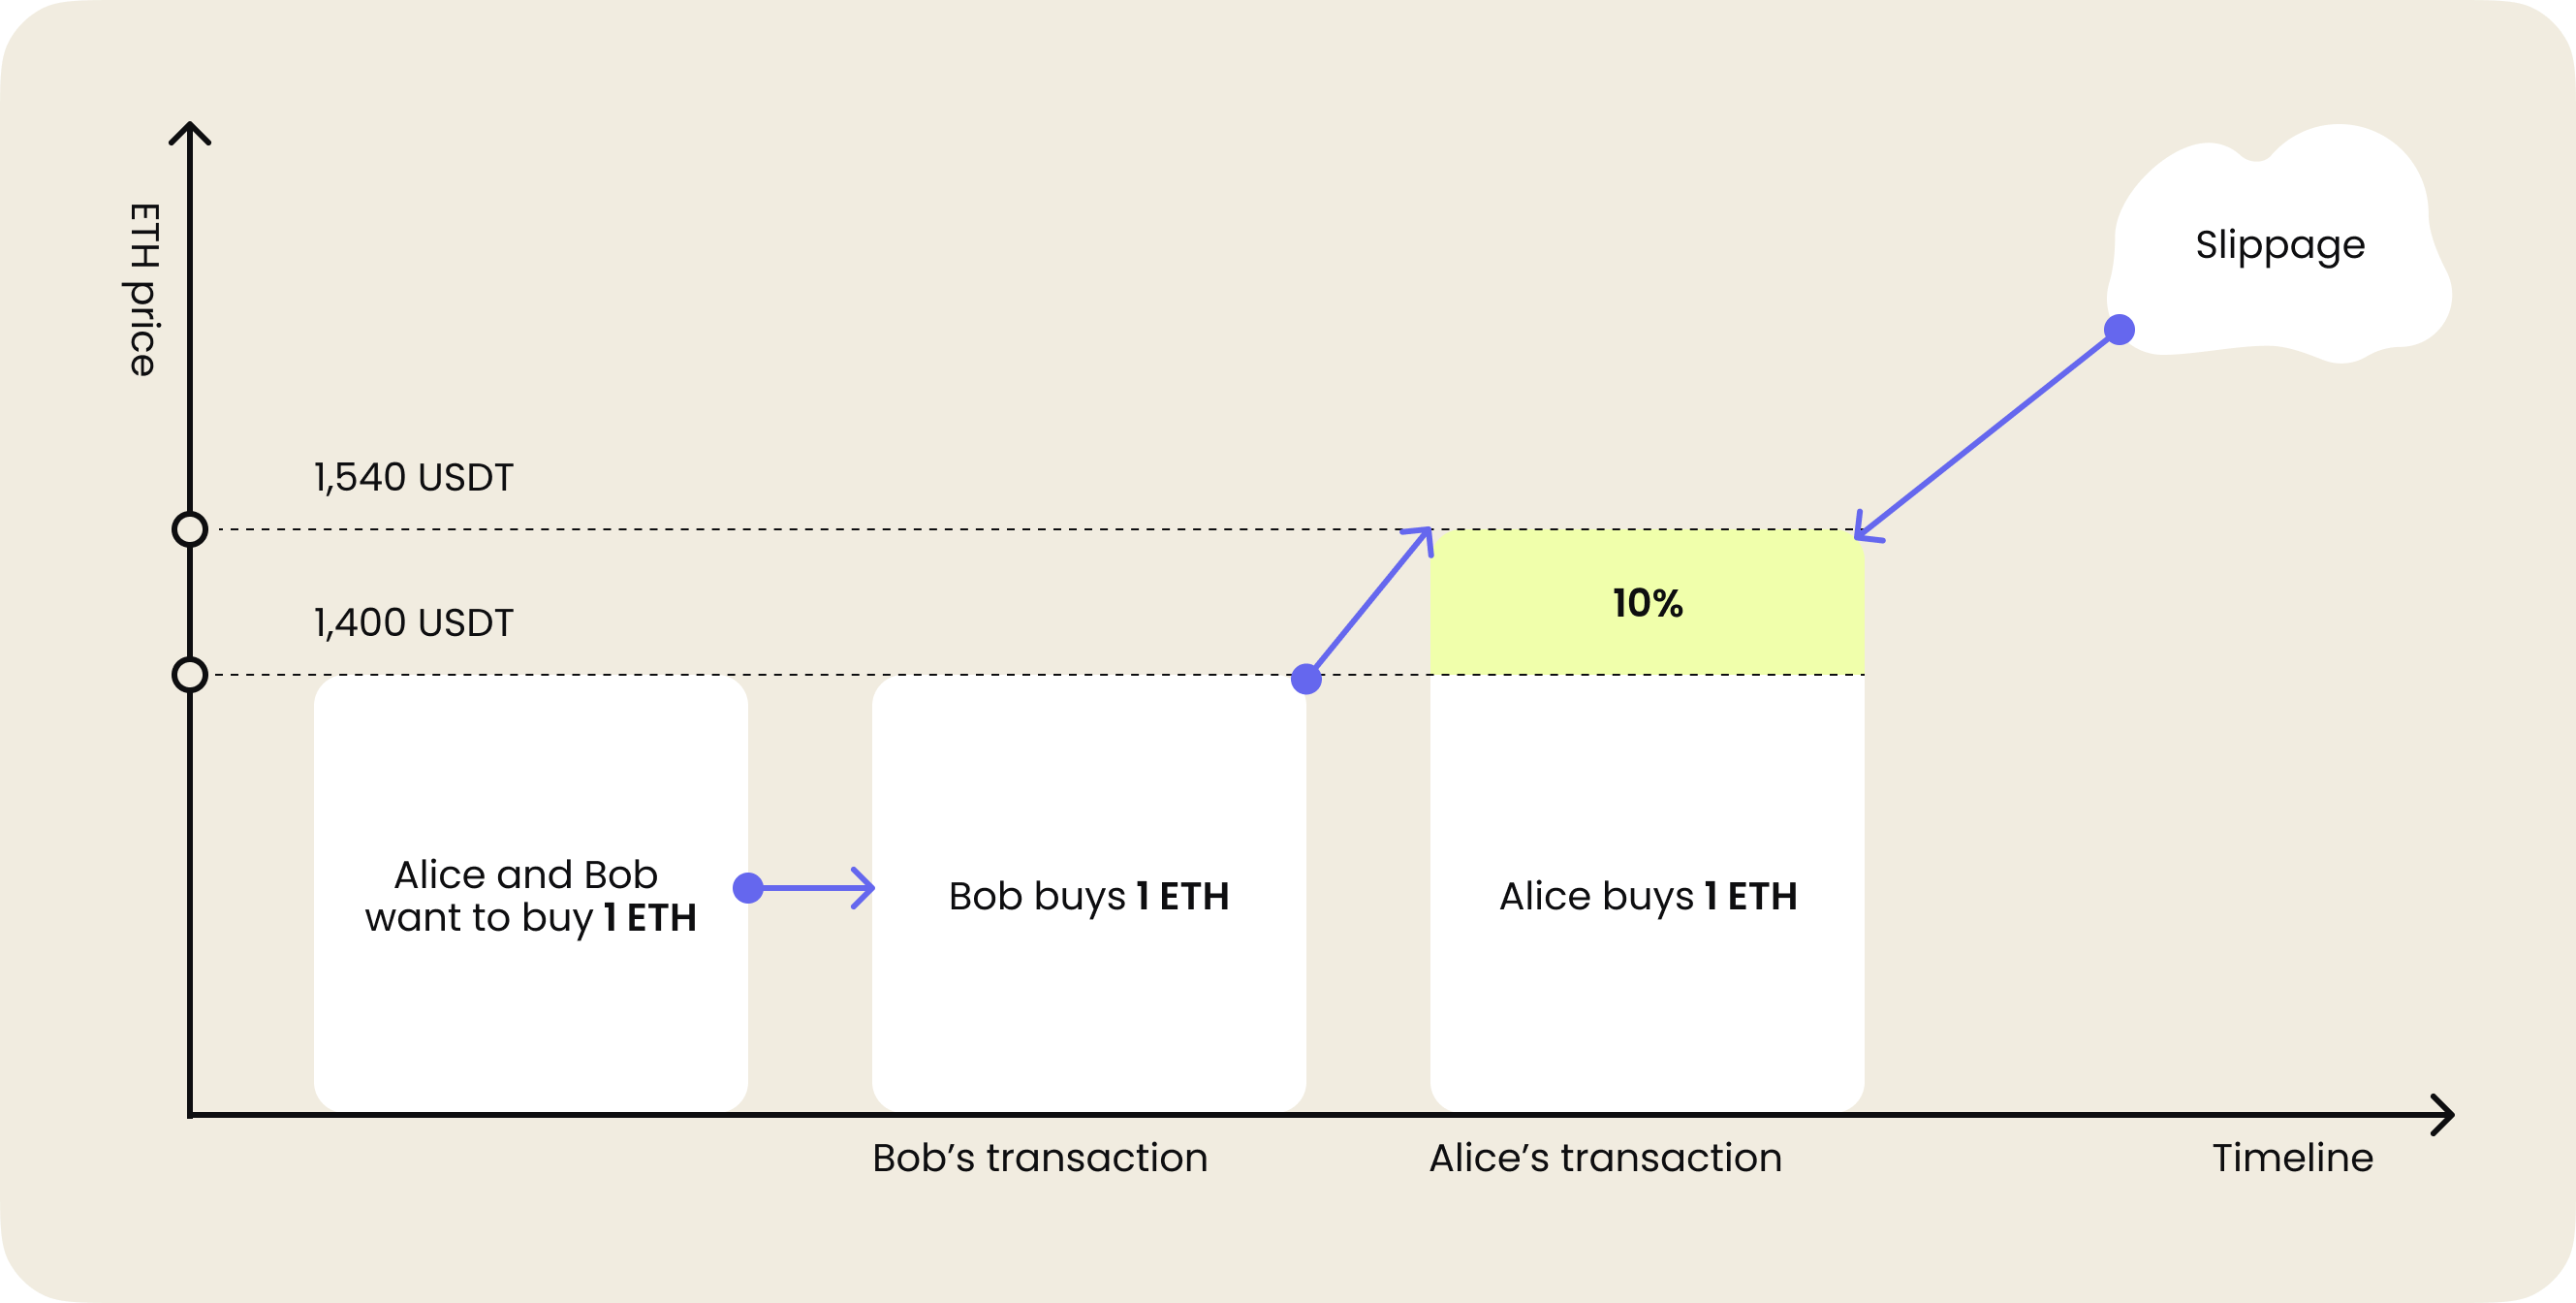 ETH price
Slippage
1,540 USDT
1,400 USDT
10%
Alice and Bob
want to buy 1 ETH
Bob buys 1 ETH
Alice buys 1 ETH
Bob’s transaction
Alice’s transaction
Timeline